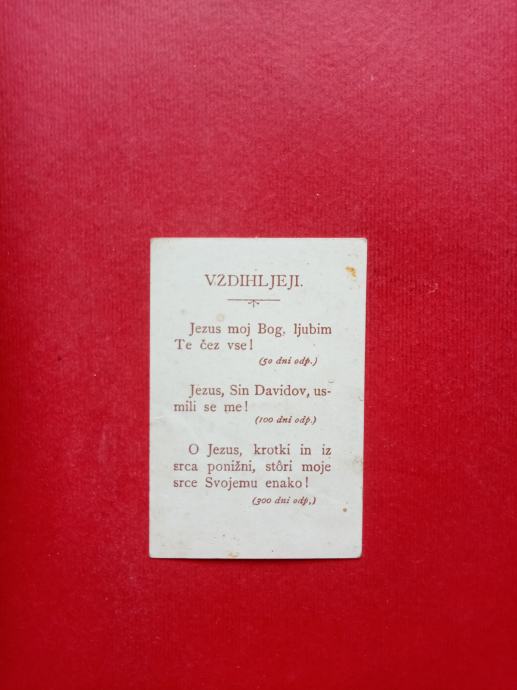 VZDIHLJEJI.
Jezus moj Bog, ljubim
Te čez vse!
(50 dni odp.)
Jezus, Sin Davidov, us-
mili se me!
(100 dni odp.)
O Jezus, krotki in iz
srca ponižni, stôri moje
srce Svojemu enako!
(300 dni odp,)